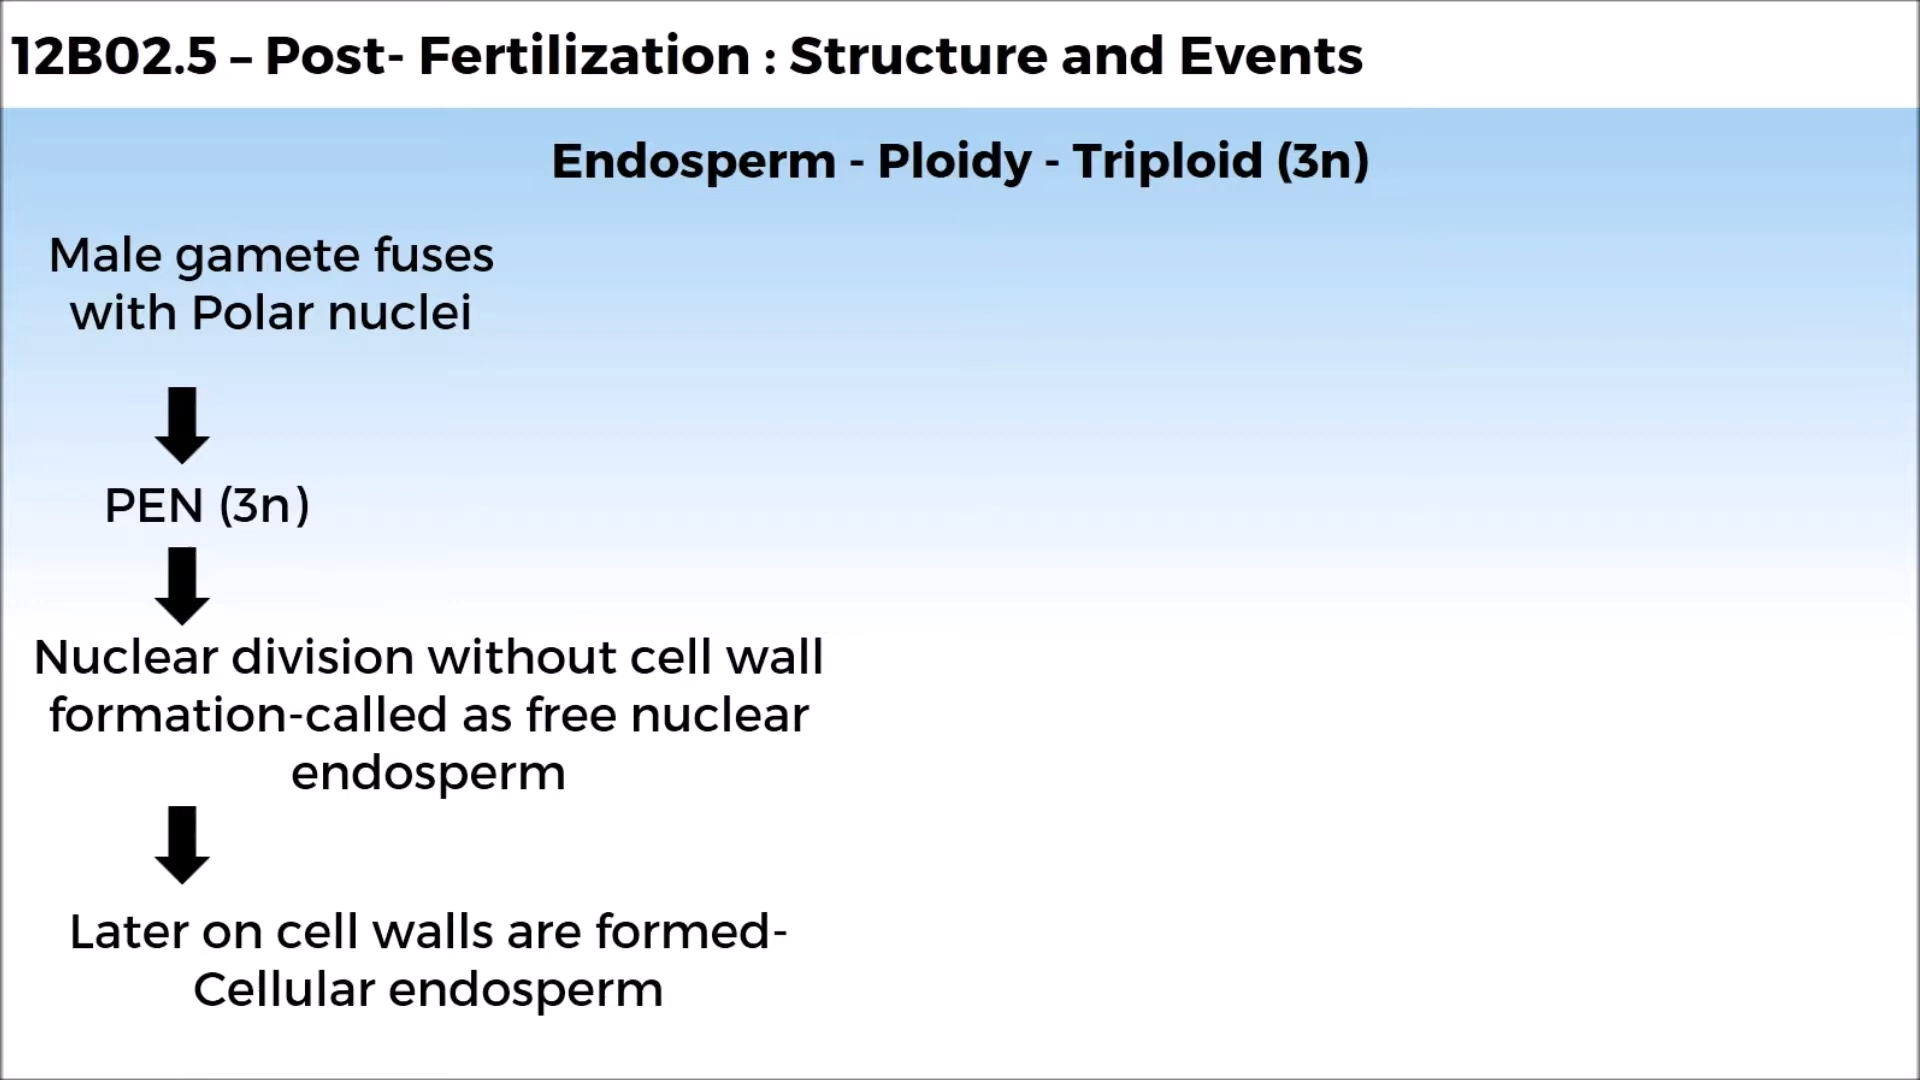 12B02.5 – Post- Fertilization : Structure and Events
Endosperm - Ploidy - Triploid (3n)
Male gamete fuses
with Polar nuclei
PEN (3n)
Nuclear division without cell wall
formation-called as free nuclear
endosperm
Later on cell walls are formed-
Cellular endosperm